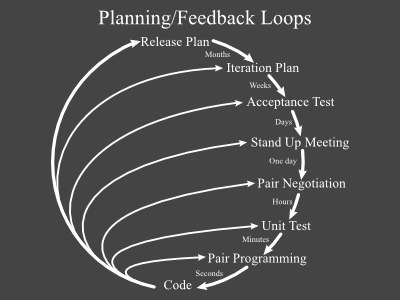 Planning/Feedback Loops
Release Plan
Months
Iteration Plan
Weeks
Acceptance Test
Days
Stand Up Meeting
One day
Pair Negotiation
Hours
Unit Test
Minutes
Pair Programming
Seconds
Code